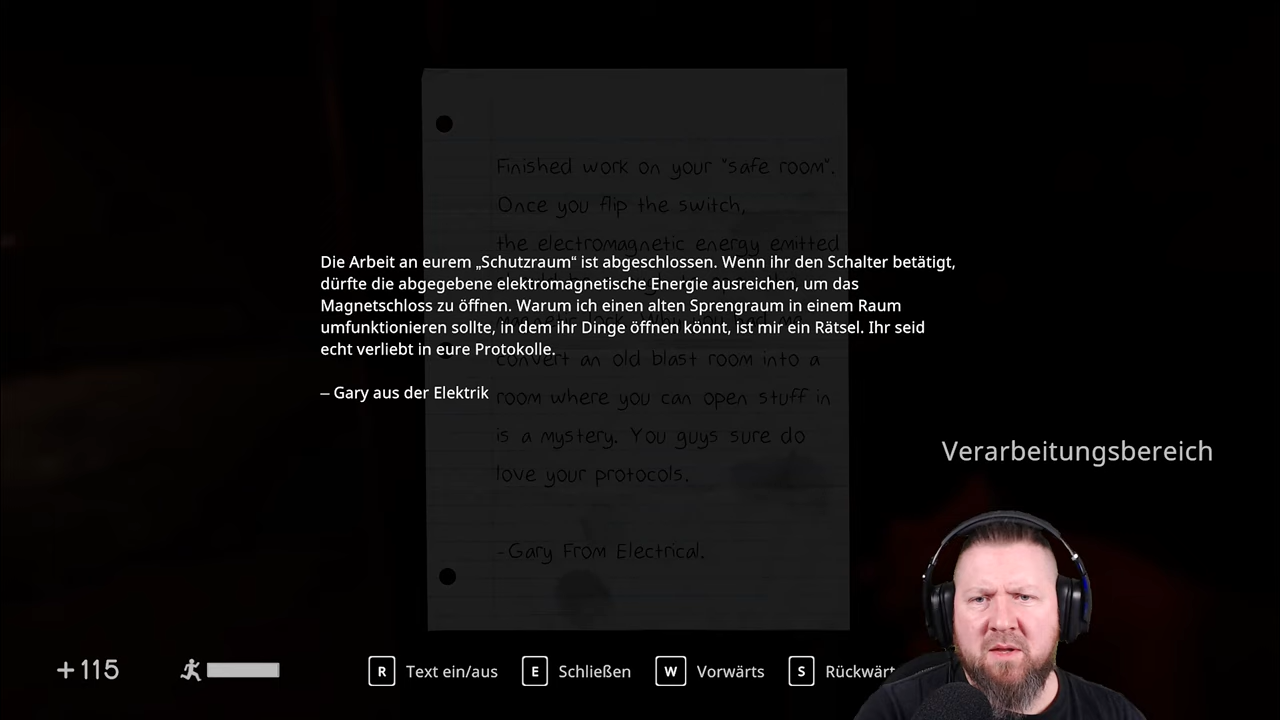 Finished work on your "safe room".
Once you flip the switch,
the electromagnetic energy emitted
Die Arbeit an eurem „Schutzraum“ ist abgeschlossen. Wenn ihr den Schalter betätigt,
dürfte die abgegebene elektromagnetische Energie ausreichen, um das
Magnetschloss zu öffnen. Warum ich einen alten Sprengraum in einem Raum
umfunktionieren sollte, in dem ihr Dinge öffnen könnt, ist mir ein Rätsel. Ihr seid
echt verliebt in eure Protokolle.
– Gary aus der Elektrik
convert an old blast room into a
room where you can open stuff in
is a mystery. You guys sure do
love your protocols.
-Gary From Electrical.
Verarbeitungsbereich
+115
R Text ein/aus
E Schließen
W Vorwärts
S Rückwärt